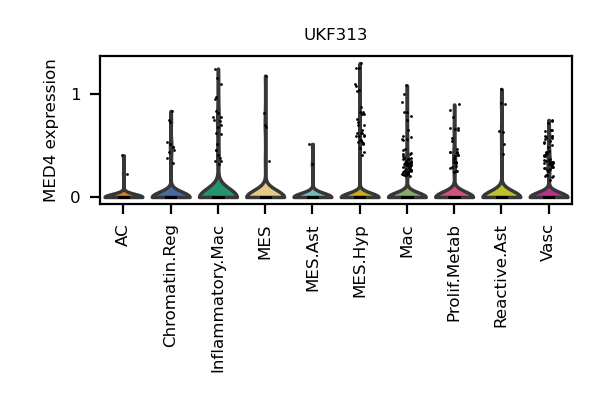 UKF313
MED4 expression
1
0
AC
Chromatin.Reg
Inflammatory.Mac
MES
MES.Ast
MES.Hyp
Mac
Prolif.Metab
Reactive.Ast
Vasc